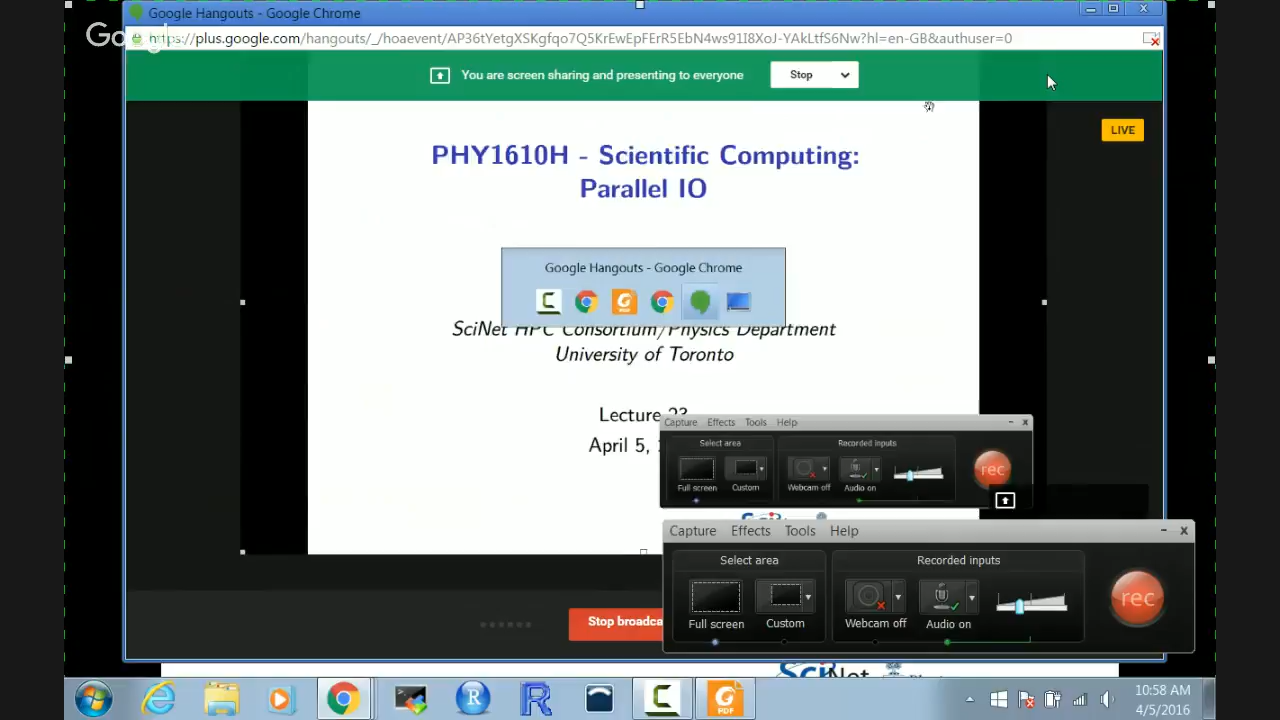 Google Hangouts - Google Chrome
https://plus.google.com/hangouts/_/hoaevent/AP36tYetgXSKgfqo7Q5KrEwEpFErR5EbN4ws91I8XoJ-YAkLtfS6Nw?hl=en-GB&authuser=0
You are screen sharing and presenting to everyone
Stop
LIVE
PHY1610H - Scientific Computing:
Parallel IO
Google Hangouts - Google Chrome
SciNet HPC Consortium/Physics Department
University of Toronto
Lecture 23
April 5,
Capture Effects Tools Help
Select area
Recorded inputs
Full screen
Custom
Webcam off
Audio on
rec
Capture Effects Tools Help
Select area
Recorded inputs
Full screen
Custom
Webcam off
Audio on
rec
Stop broadca
10:58 AM
4/5/2016